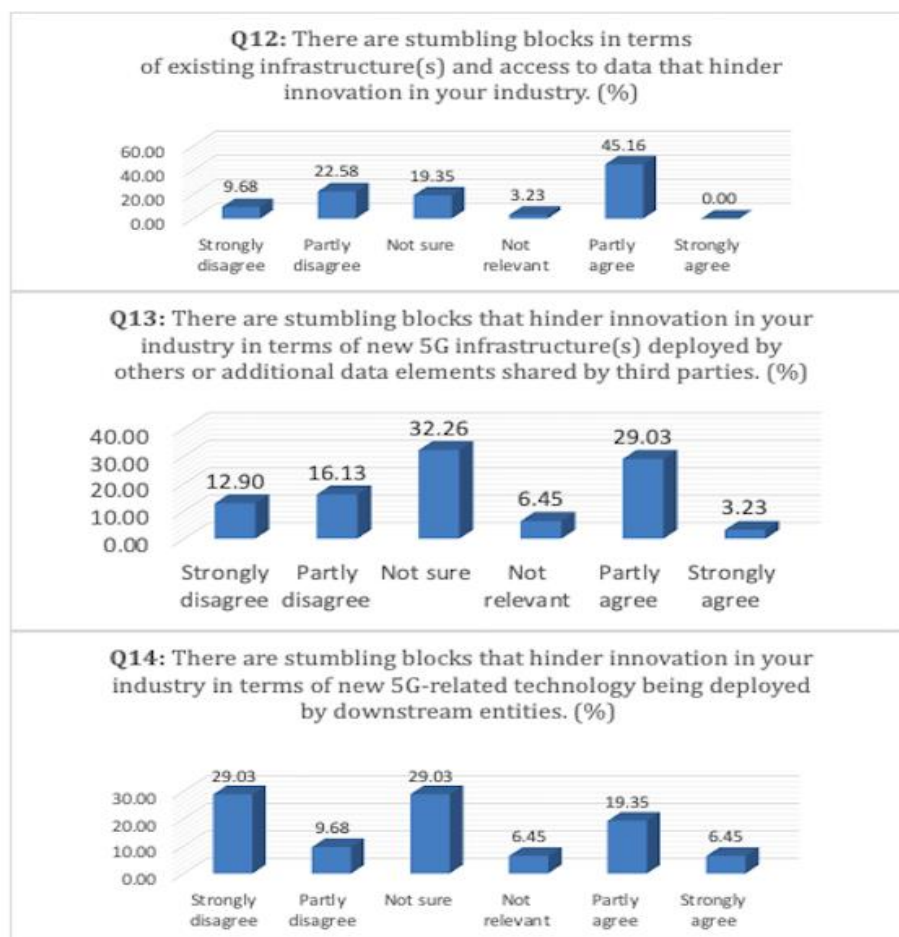 Q12: There are stumbling blocks in terms
of existing infrastructure(s) and access to data that hinder
innovation in your industry. (%)
60.00
40.00
20.00
0.00
9.68
22.58
19.35
3.23
45.16
0.00
Strongly disagree
Partly disagree
Not sure
Not relevant
Partly agree
Strongly agree
Q13: There are stumbling blocks that hinder innovation in your
industry in terms of new 5G infrastructure(s) deployed by
others or additional data elements shared by third parties. (%)
40.00
30.00
20.00
10.00
0.00
12.90
16.13
32.26
6.45
29.03
3.23
Strongly disagree
Partly disagree
Not sure
Not relevant
Partly agree
Strongly agree
Q14: There are stumbling blocks that hinder innovation in your
industry in terms of new 5G-related technology being deployed
by downstream entities. (%)
30.00
20.00
10.00
0.00
29.03
9.68
29.03
6.45
19.35
6.45
Strongly disagree
Partly disagree
Not sure
Not relevant
Partly agree
Strongly agree